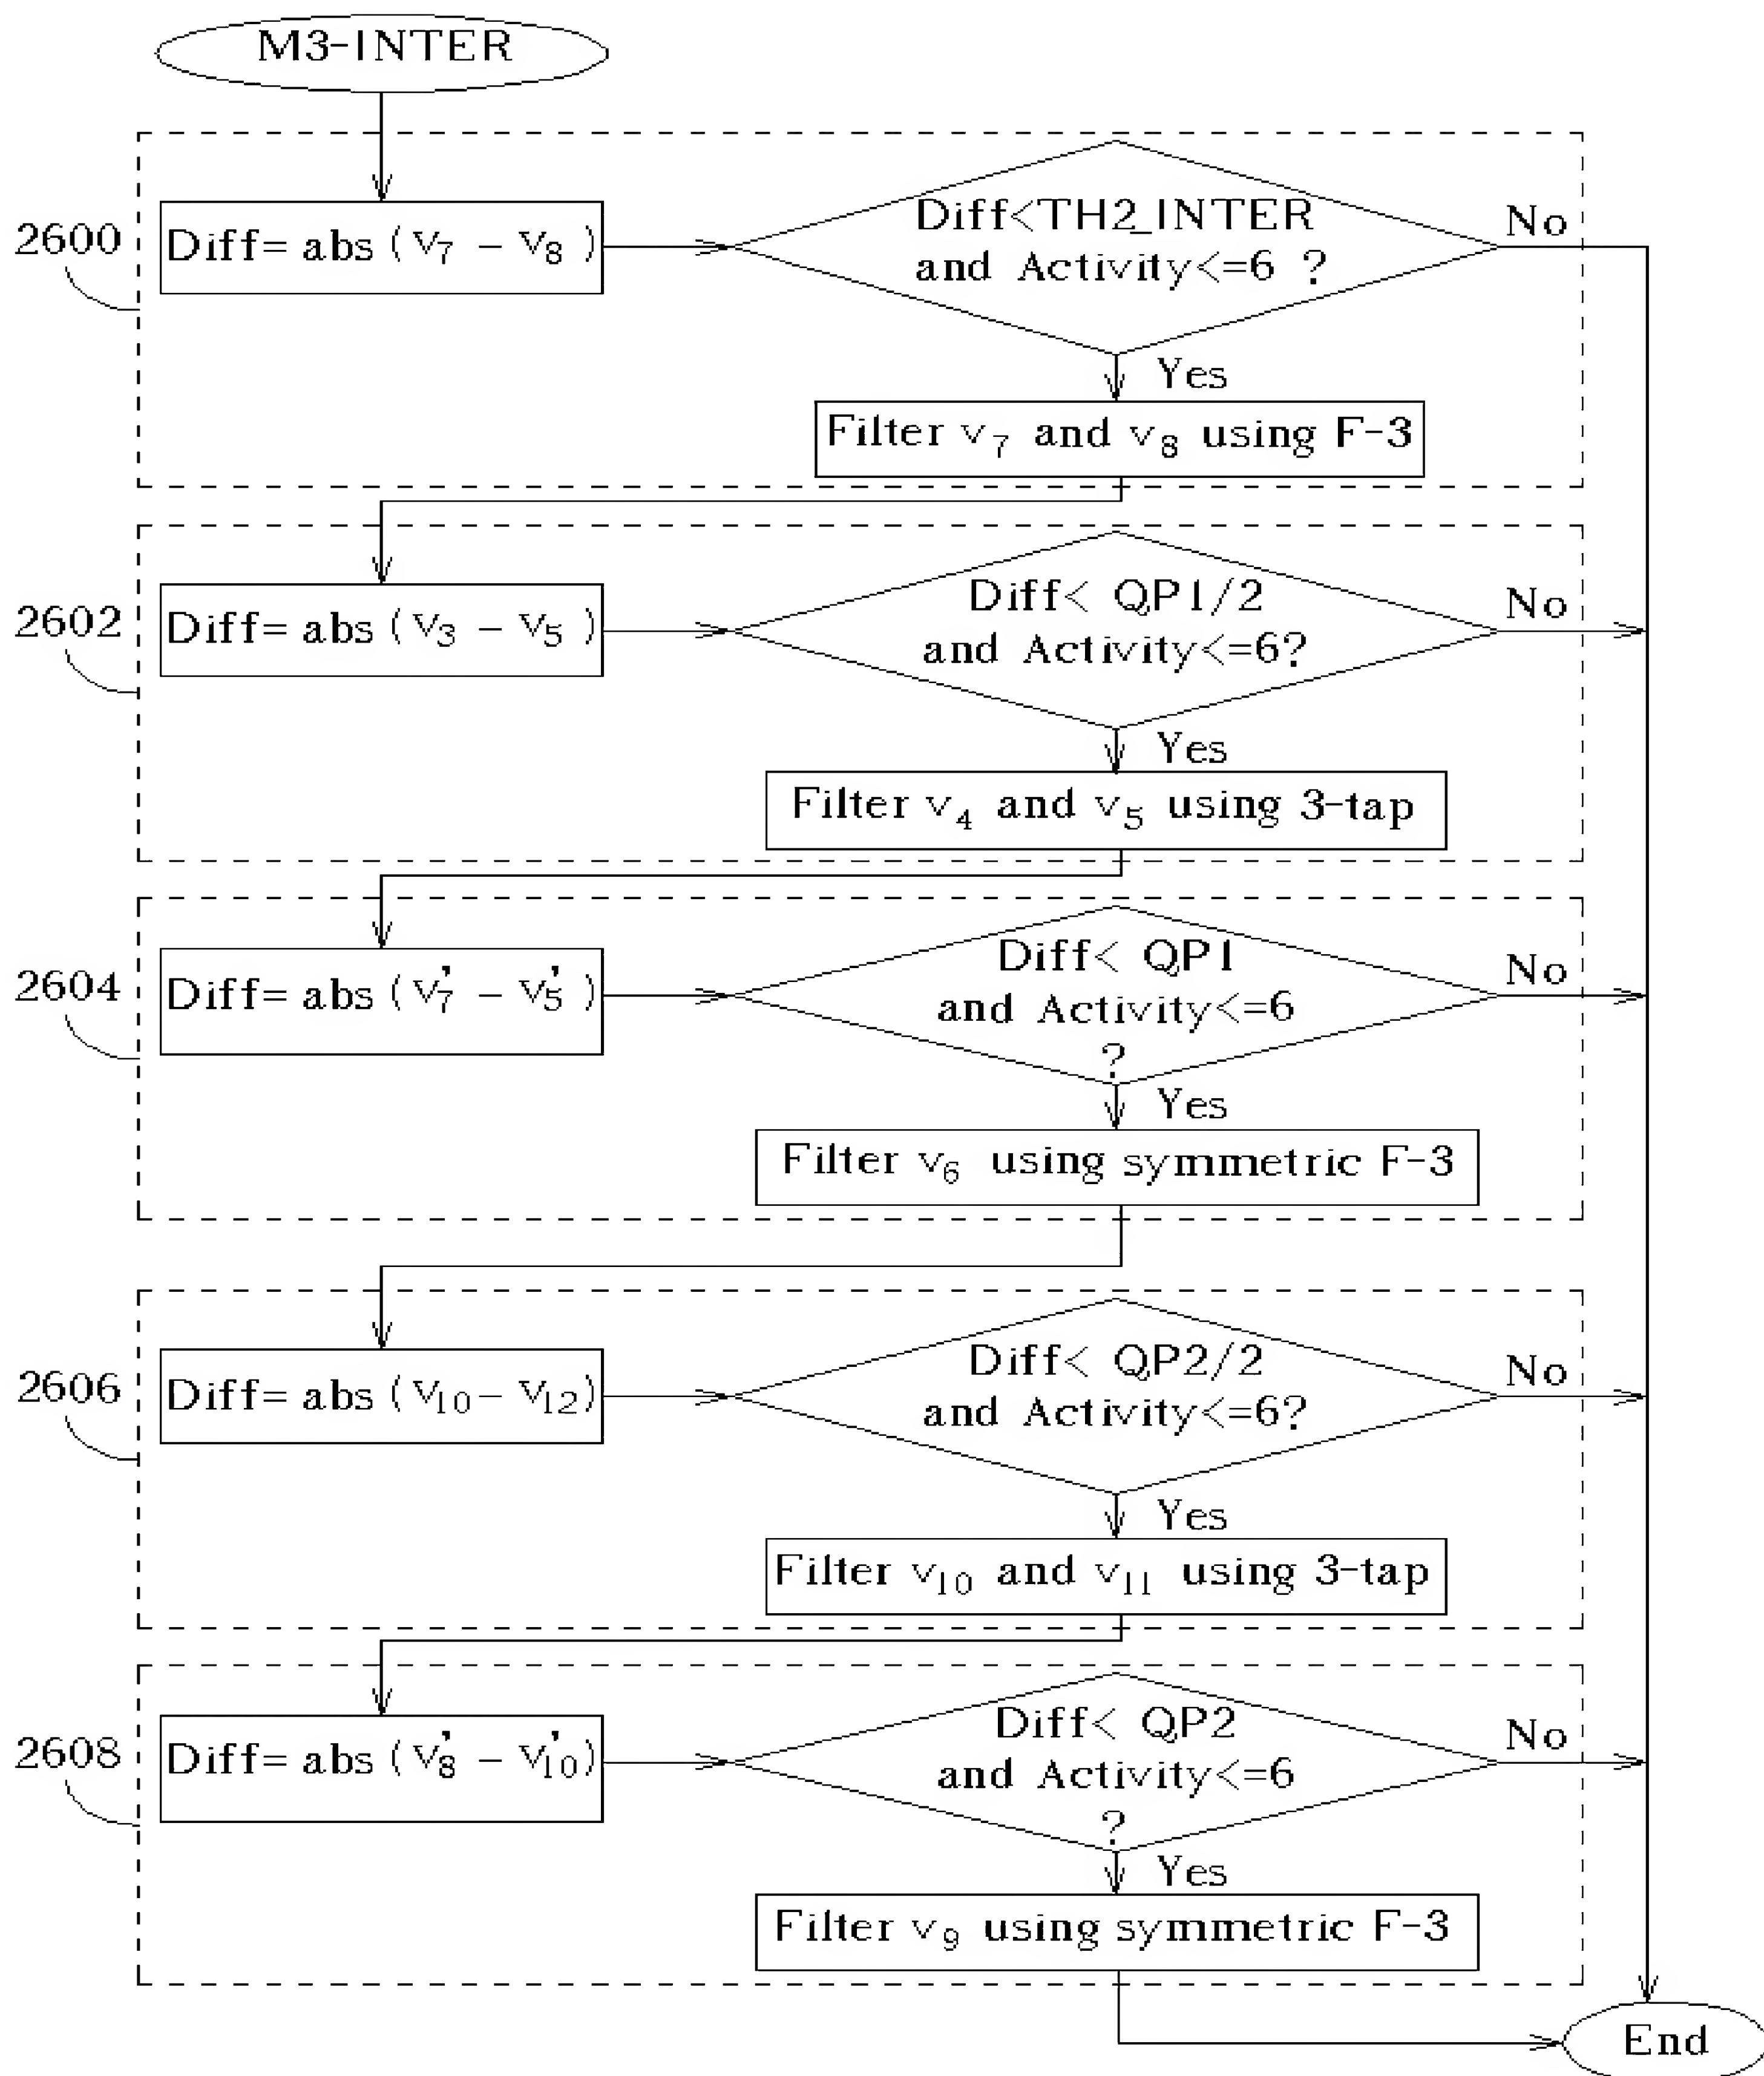 M3-INTER
2600
Diff= abs (v₇ - v₈)
Diff<TH2_INTER
and Activity<=6 ?
No
Yes
Filter v₇ and v₈ using F-3
2602
Diff= abs (v₃ - v₅)
Diff< QP1/2
and Activity<=6?
No
Yes
Filter v₄ and v₅ using 3-tap
2604
Diff= abs (v₇' - v₅')
Diff< QP1
and Activity<=6
?
No
Yes
Filter v₆ using symmetric F-3
2606
Diff= abs (v₁₀- v₁₂)
Diff< QP2/2
and Activity<=6?
No
Yes
Filter v₁₀ and v₁₁ using 3-tap
2608
Diff= abs (v₈' - v₁₀')
Diff< QP2
and Activity<=6
?
No
Yes
Filter v₉ using symmetric F-3
End